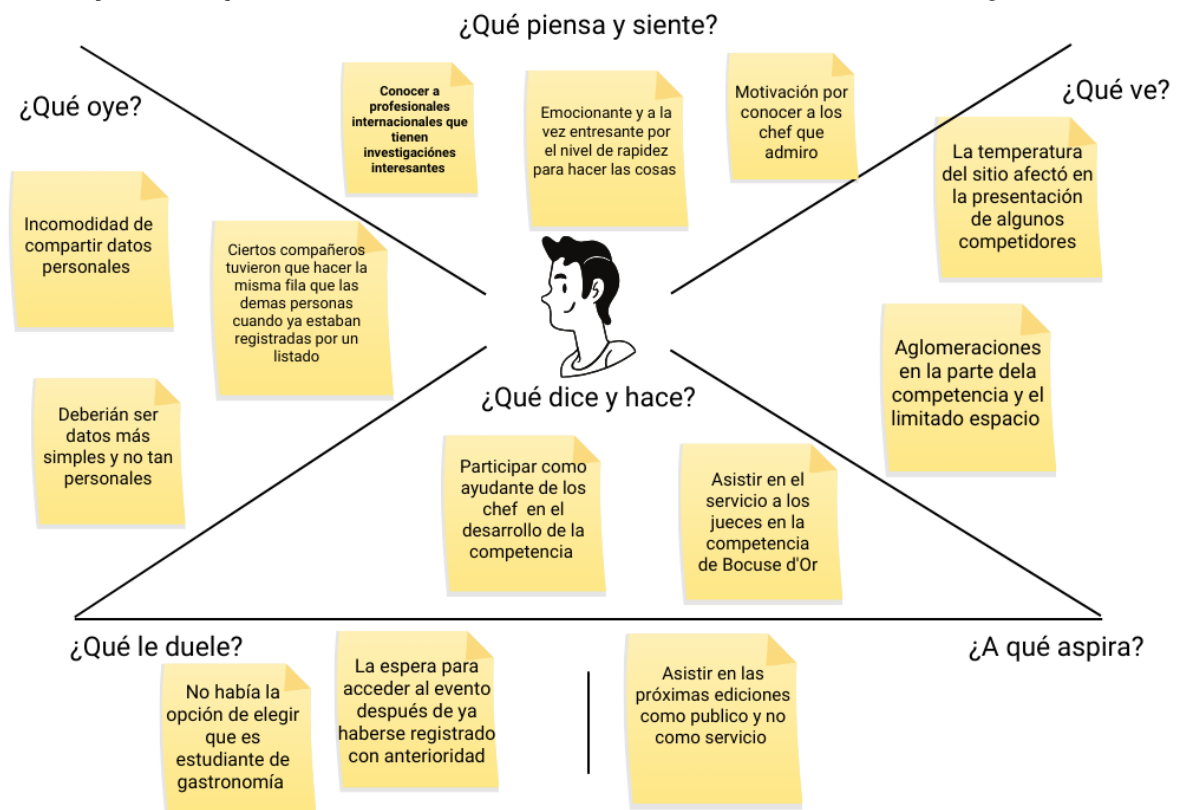 ¿Qué piensa y siente?
Conocer a
profesionales
internacionales que
tienen
investigaciónes
interesantes
Emocionante y a la
vez entresante por
el nivel de rapidez
para hacer las cosas
Motivación por
conocer a los
chef que
admiro
¿Qué oye?
Incomodidad de
compartir datos
personales
Ciertos compañeros
tuvieron que hacer la
misma fila que las
demas personas
cuando ya estaban
registradas por un
listado
Deberián ser
datos más
simples y no tan
personales
¿Qué ve?
La temperatura
del sitio afectó en
la presentación
de algunos
competidores
Aglomeraciones
en la parte dela
competencia y el
limitado espacio
¿Qué dice y hace?
Participar como
ayudante de los
chef en el
desarrollo de la
competencia
Asistir en el
servicio a los
jueces en la
competencia
de Bocuse d'Or
¿Qué le duele?
No había la
opción de elegir
que es
estudiante de
gastronomía
La espera para
acceder al evento
después de ya
haberse registrado
con anterioridad
¿A qué aspira?
Asistir en las
próximas ediciones
como publico y no
como servicio